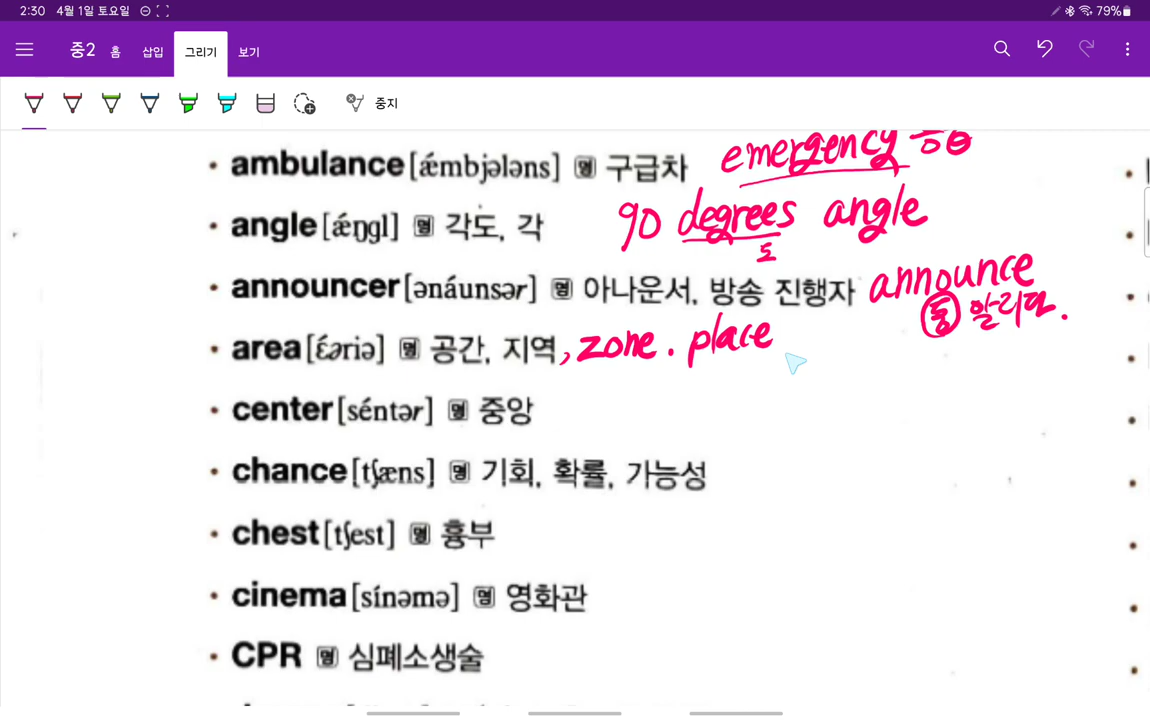 2:30 4월 1일 토요일 79%
중2 홈 삽입 그리기 보기
중지
• ambulance[ǽmbjələns] 명 구급차 emergency 응급
• angle[ǽŋgl] 명 각도, 각 90 degrees angle
도
• announcer[ənáunsər] 명 아나운서, 방송 진행자 announce
동 알리다.
• area[ɛ́əriə] 명 공간, 지역, zone. place
• center[séntər] 명 중앙
• chance[tʃæns] 명 기회, 확률, 가능성
• chest[tʃest] 명 흉부
• cinema[sínəmə] 명 영화관
• CPR 명 심폐소생술